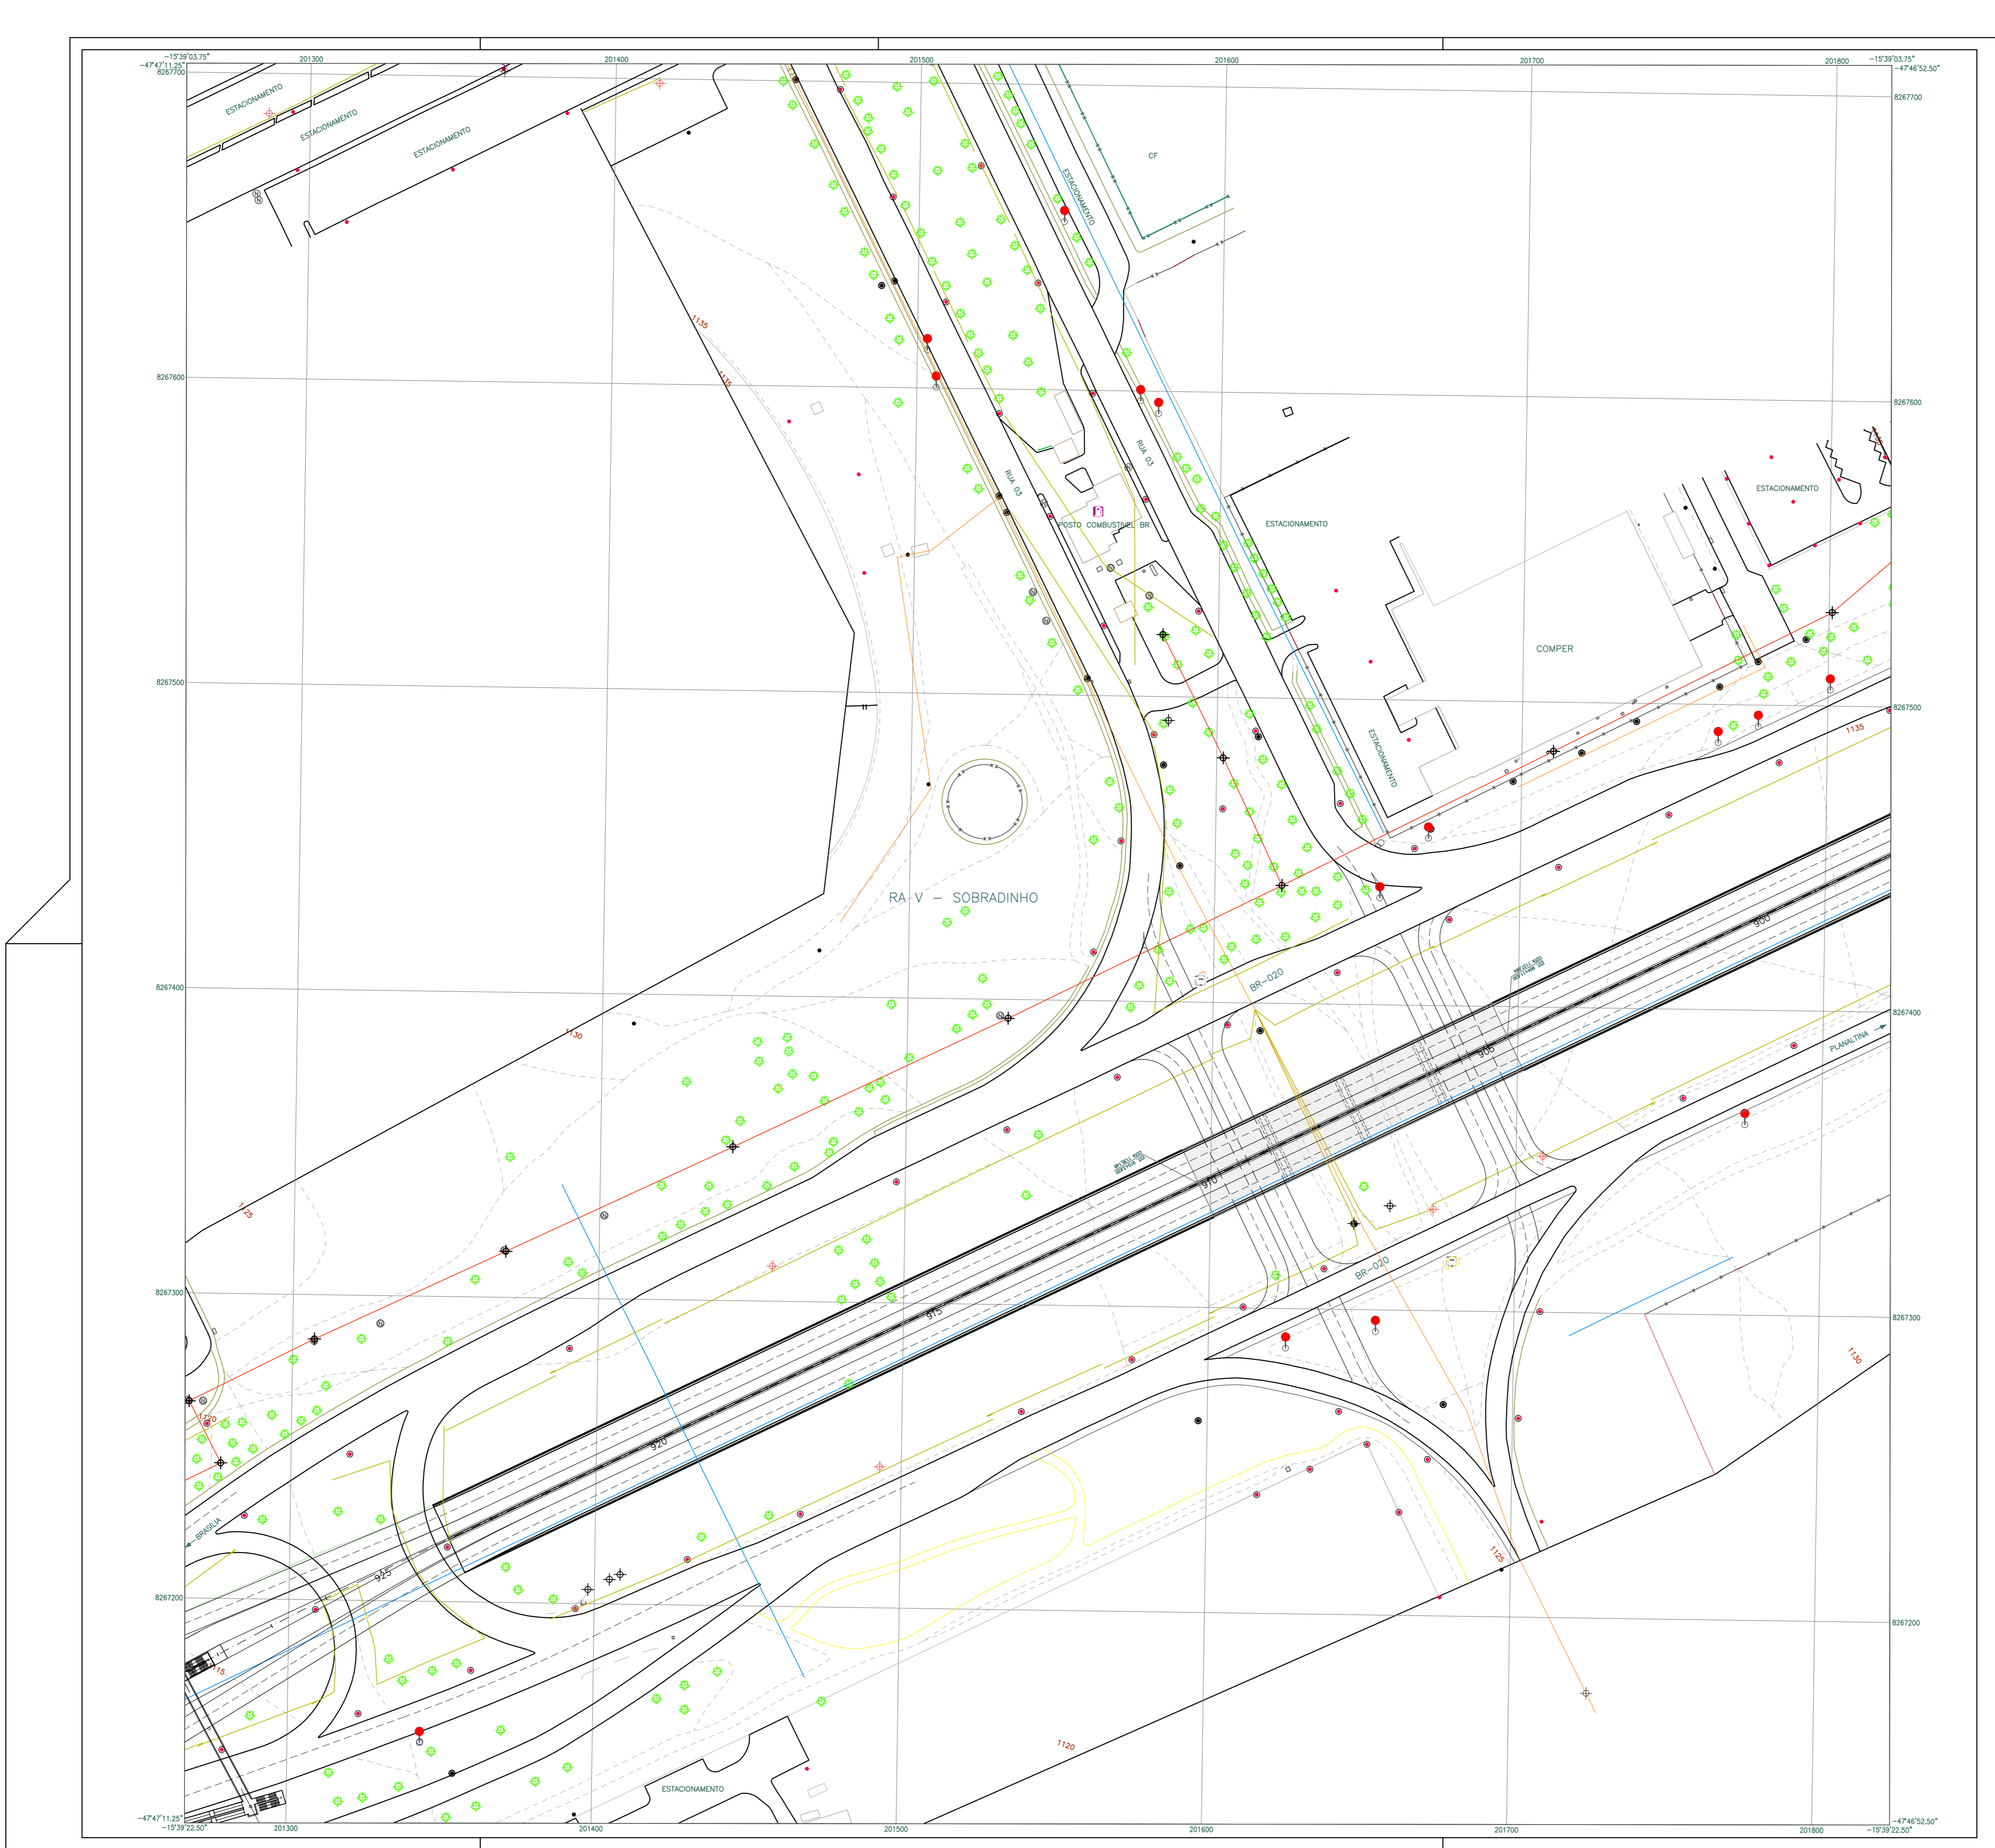 -15°39'03.75"
-47°47'11.25"
201300
201400
201500
201600
201700
201800
-15°39'03.75"
-47°46'52.50"
8267700
8267700
ESTACIONAMENTO
ESTACIONAMENTO
ESTACIONAMENTO
ESTACIONAMENTO
CF
N
N
1135
1135
8267600
8267600
1135
RUA 03
RUA 03
N
ESTACIONAMENTO
POSTO COMBUSTIVEL BR
ESTACIONAMENTO
N
N
N
N
COMPER
8267500
8267500
ESTACIONAMENTO
1135
RA V - SOBRADINHO
900
BR-020
8267400
8267400
N
1130
905
PLANALTINA
910
1125
N
BR-020
8267300
8267300
915
N
1130
N
1120
920
BRASILIA
925
1125
8267200
8267200
1115
1120
ESTACIONAMENTO
-47°47'11.25"
-15°39'22.50"
201300
201400
201500
201600
201700
201800
-47°46'52.50"
-15°39'22.50"